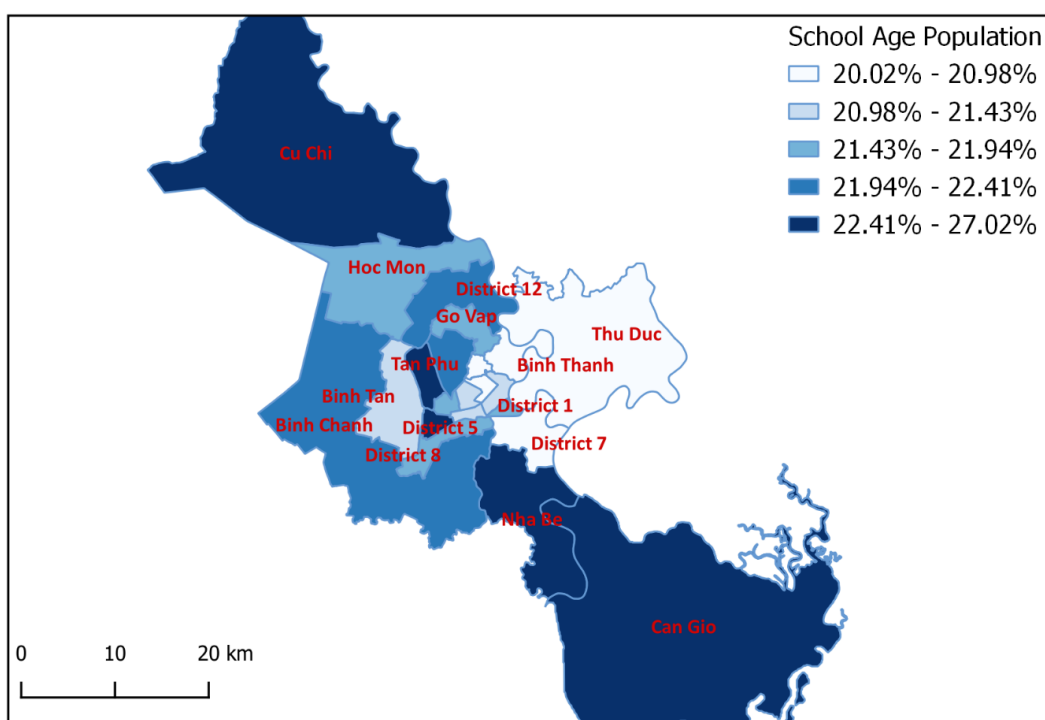 School Age Population
20.02% - 20.98%
20.98% - 21.43%
21.43% - 21.94%
21.94% - 22.41%
22.41% - 27.02%
Cu Chi
Hoc Mon
District 12
Go Vap
Thu Duc
Tan Phu
Binh Thanh
Binh Tan
District 1
Binh Chanh
District 5
District 7
District 8
Nha Be
Can Gio
0 10 20 km